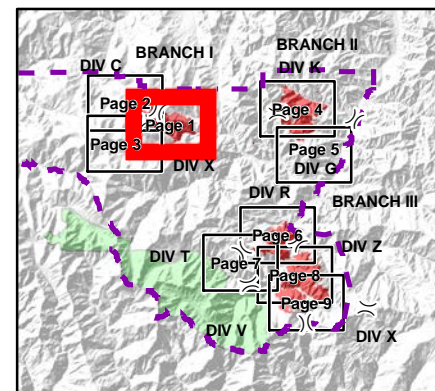 BRANCH I
BRANCH II
DIV C
DIV K
Page 2
Page 1
Page 4
Page 3
Page 5
DIV X
DIV G
DIV R
BRANCH III
Page 6
DIV T
Page 7
DIV Z
Page 8
Page 9
DIV V
DIV X